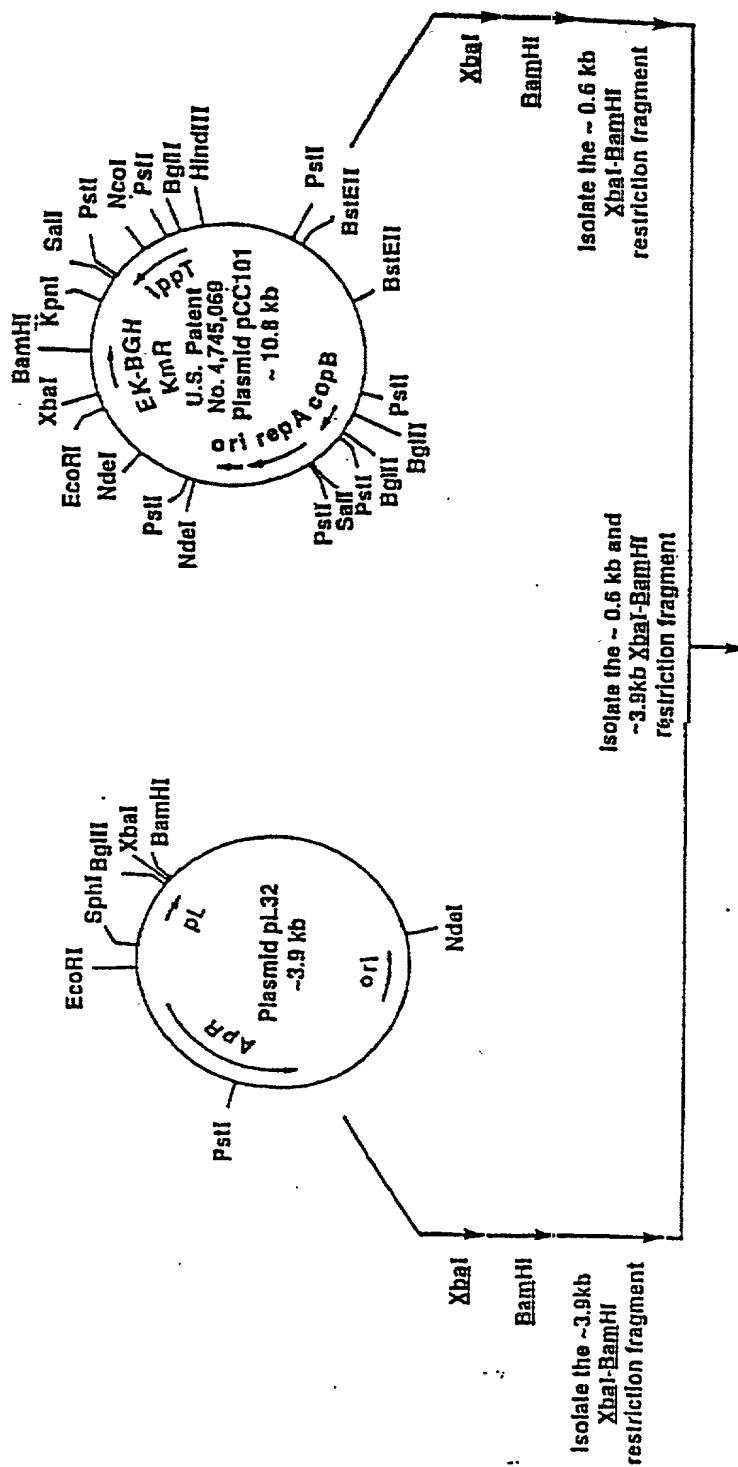 EcoRI
SphI
BglII
XbaI
BamHI
pL
ApR
Plasmid pL32
~3.9 kb
ori
PstI
NdeI
BamHI
XbaI
EcoRI
NdeI
PstI
NdeI
KpnI
SalI
PstI
NcoI
PstI
BglII
HindIII
lppT
EK-BGH
KmR
U.S. Patent
No. 4,745,069
Plasmid pCC101
~ 10.8 kb
ori repA copB
PstI
BstEII
BstEII
PstI
SalI
PstI
BglII
BglII
PstI
XbaI
BamHI
Isolate the ~3.9kb
XbaI-BamHI
restriction fragment
XbaI
BamHI
Isolate the ~ 0.6 kb
XbaI-BamHI
restriction fragment
Isolate the ~ 0.6 kb and
~3.9kb XbaI-BamHI
restriction fragment